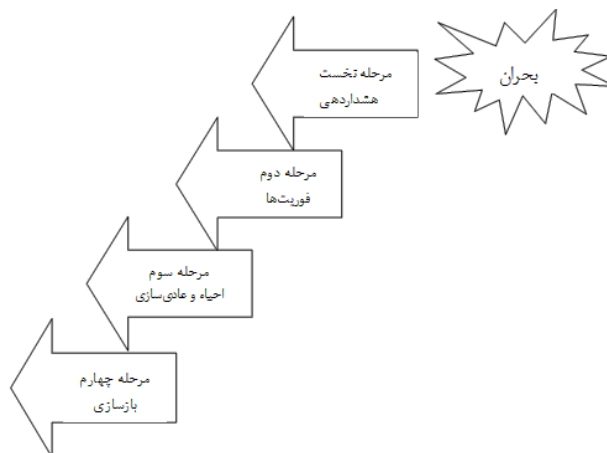 بحران
مرحله نخست
هشداردهی
مرحله دوم
فوریت‌ها
مرحله سوم
احیاء و عادی‌سازی
مرحله چهارم
بازسازی